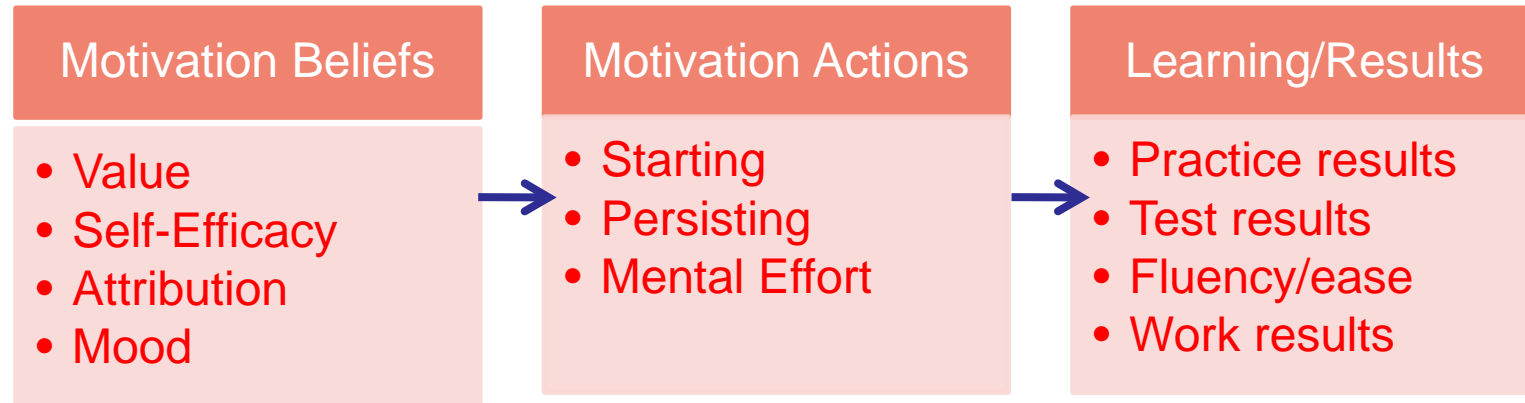 Motivation Beliefs
• Value
• Self-Efficacy
• Attribution
• Mood
Motivation Actions
• Starting
• Persisting
• Mental Effort
Learning/Results
• Practice results
• Test results
• Fluency/ease
• Work results